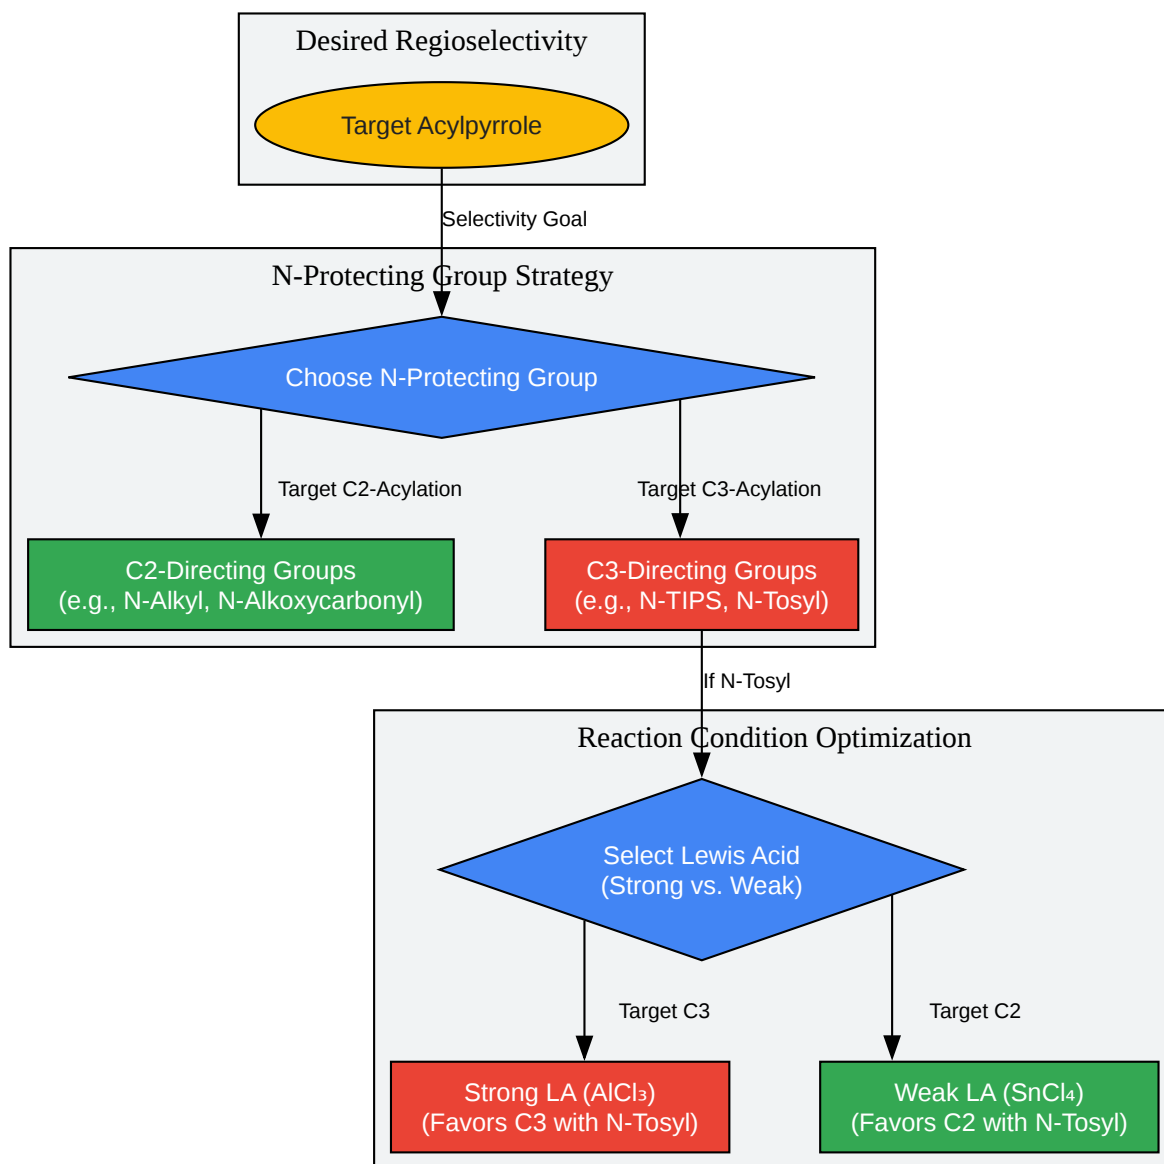 Desired Regioselectivity
Target Acylpyrrole
Selectivity Goal
N-Protecting Group Strategy
Choose N-Protecting Group
Target C2-Acylation
Target C3-Acylation
C2-Directing Groups
(e.g., N-Alkyl, N-Alkoxycarbonyl)
C3-Directing Groups
(e.g., N-TIPS, N-Tosyl)
If N-Tosyl
Reaction Condition Optimization
Select Lewis Acid
(Strong vs. Weak)
Target C3
Target C2
Strong LA (AlCl₃)
(Favors C3 with N-Tosyl)
Weak LA (SnCl₄)
(Favors C2 with N-Tosyl)